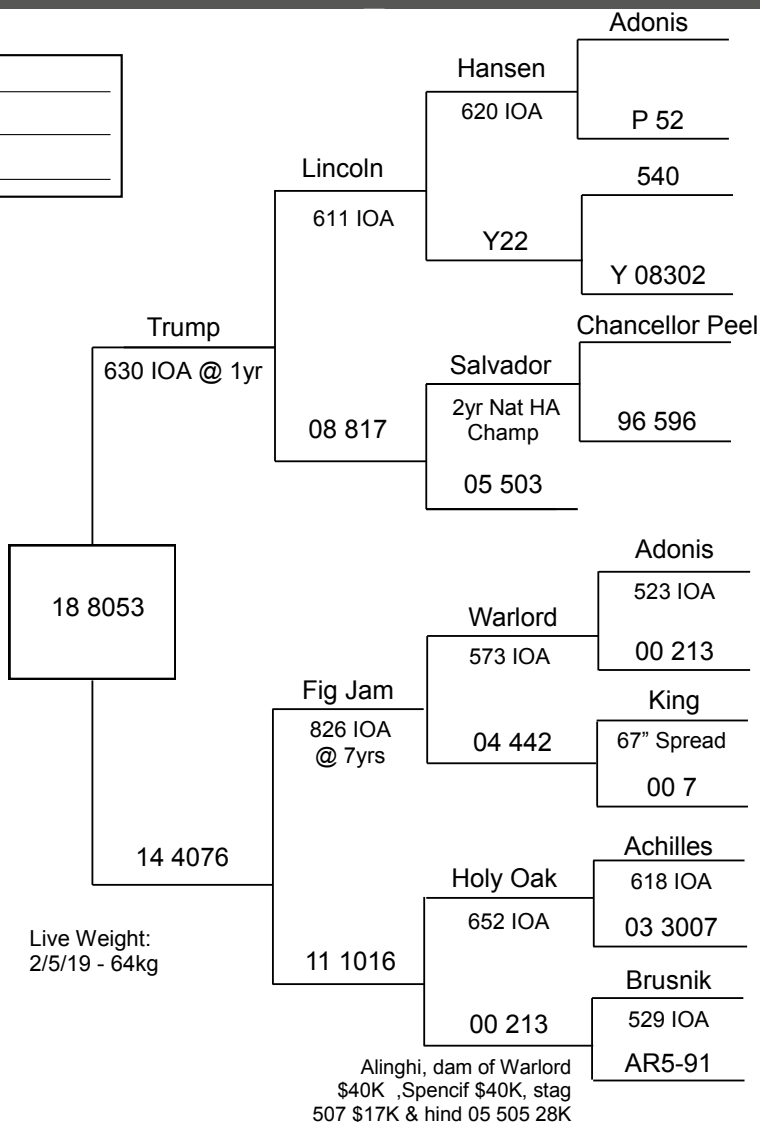 Adonis
Hansen
620 IOA
P 52
Lincoln
540
611 IOA
Y22
Y 08302
Trump
Chancellor Peel
630 IOA @ 1yr
Salvador
2yr Nat HA
Champ
08 817
96 596
05 503
18 8053
Adonis
523 IOA
Warlord
573 IOA
00 213
Fig Jam
826 IOA
@ 7yrs
King
04 442
67” Spread
00 7
14 4076
Achilles
Holy Oak
618 IOA
652 IOA
03 3007
Live Weight:
2/5/19 - 64kg
11 1016
Brusnik
00 213
529 IOA
AR5-91
Alinghi, dam of Warlord
$40K ,Spencif $40K, stag
507 $17K & hind 05 505 28K